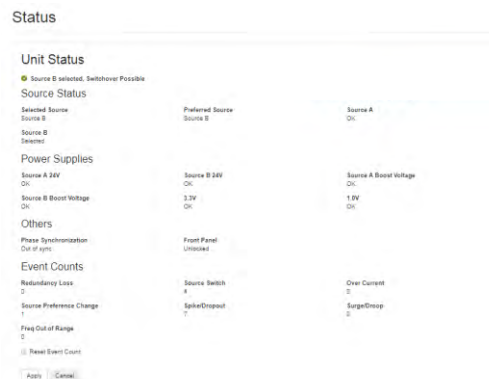 Status
Unit Status
Source B selected, Switchover Possible
Source Status
Selected Source Preferred Source Source A
Source B Source B OK
Source B
Selected
Power Supplies
Source A 24V Source B 24V Source A Boost Voltage
OK OK OK
Source B Boost Voltage 3.3V 1.0V
OK OK OK
Others
Phase Synchronization Front Panel
Out of sync Unlocked
Event Counts
Redundancy Loss Source Switch Over Current
0 0
Source Preference Change Spike/Dropout Surge/Droop
1 7 0
Freq Out of Range
0
Reset Event Count
Apply Cancel